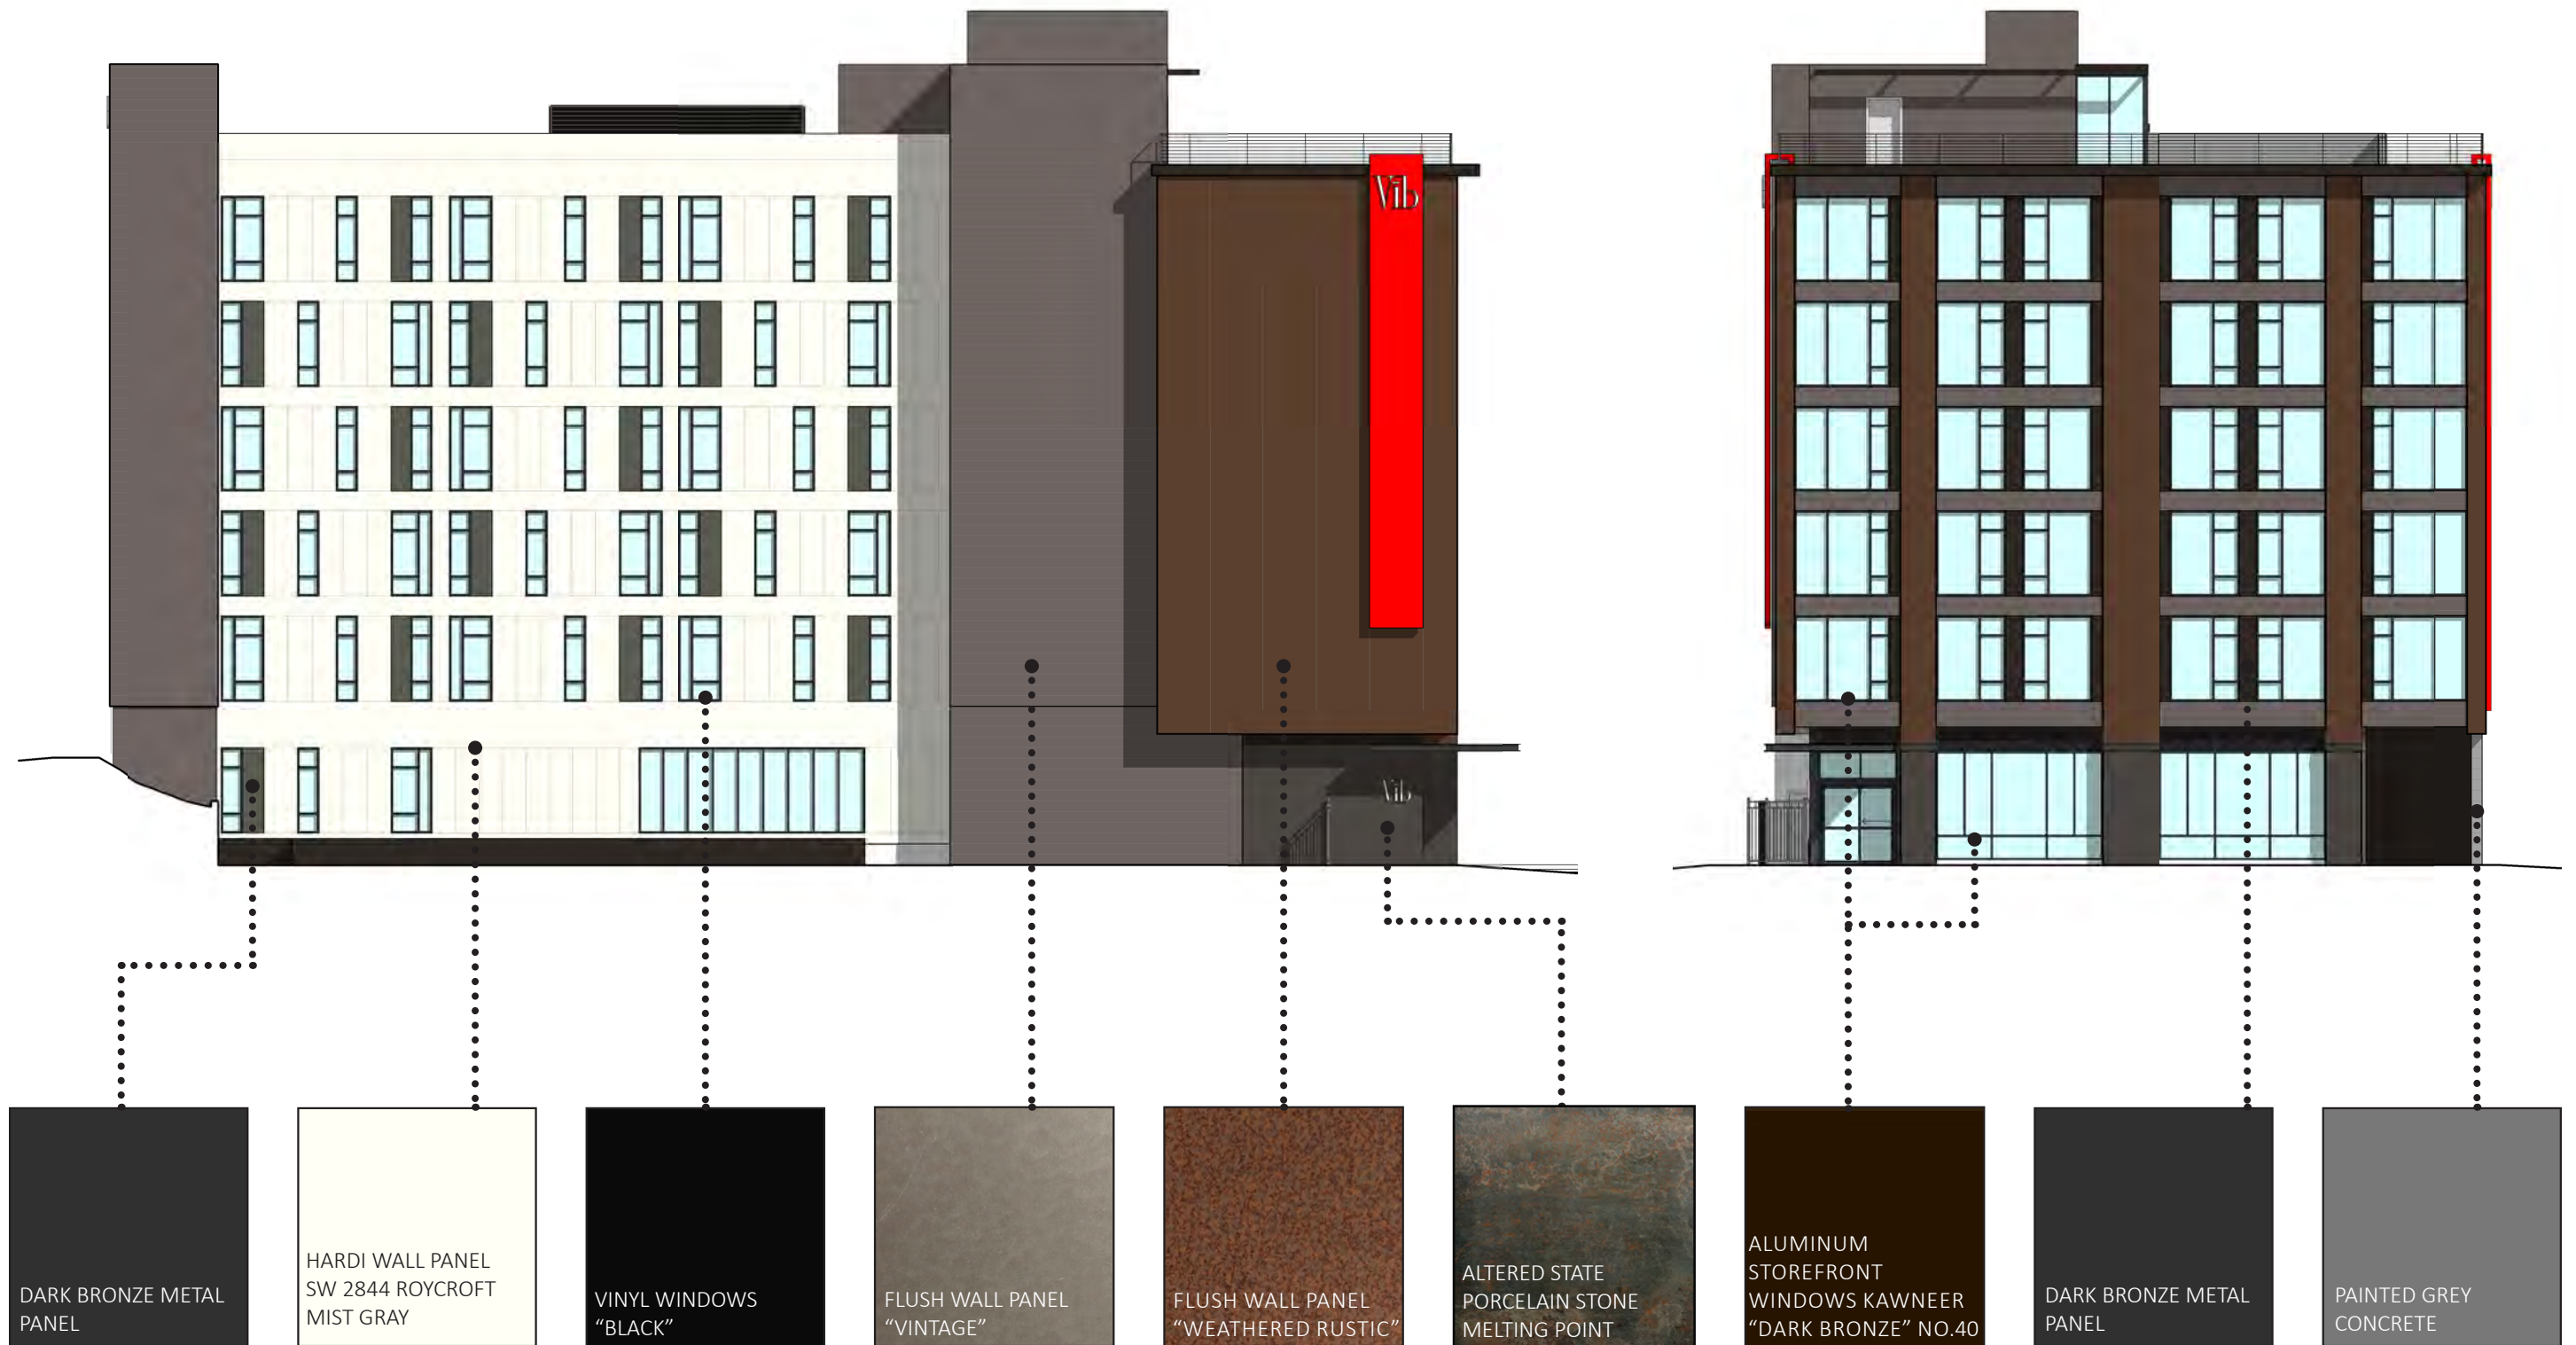 Vib
Vib
DARK BRONZE METAL
PANEL
HARDI WALL PANEL
SW 2844 ROYCROFT
MIST GRAY
VINYL WINDOWS
“BLACK”
FLUSH WALL PANEL
“VINTAGE”
FLUSH WALL PANEL
“WEATHERED RUSTIC”
ALTERED STATE
PORCELAIN STONE
MELTING POINT
ALUMINUM
STOREFRONT
WINDOWS KAWNEER
“DARK BRONZE” NO.40
DARK BRONZE METAL
PANEL
PAINTED GREY
CONCRETE